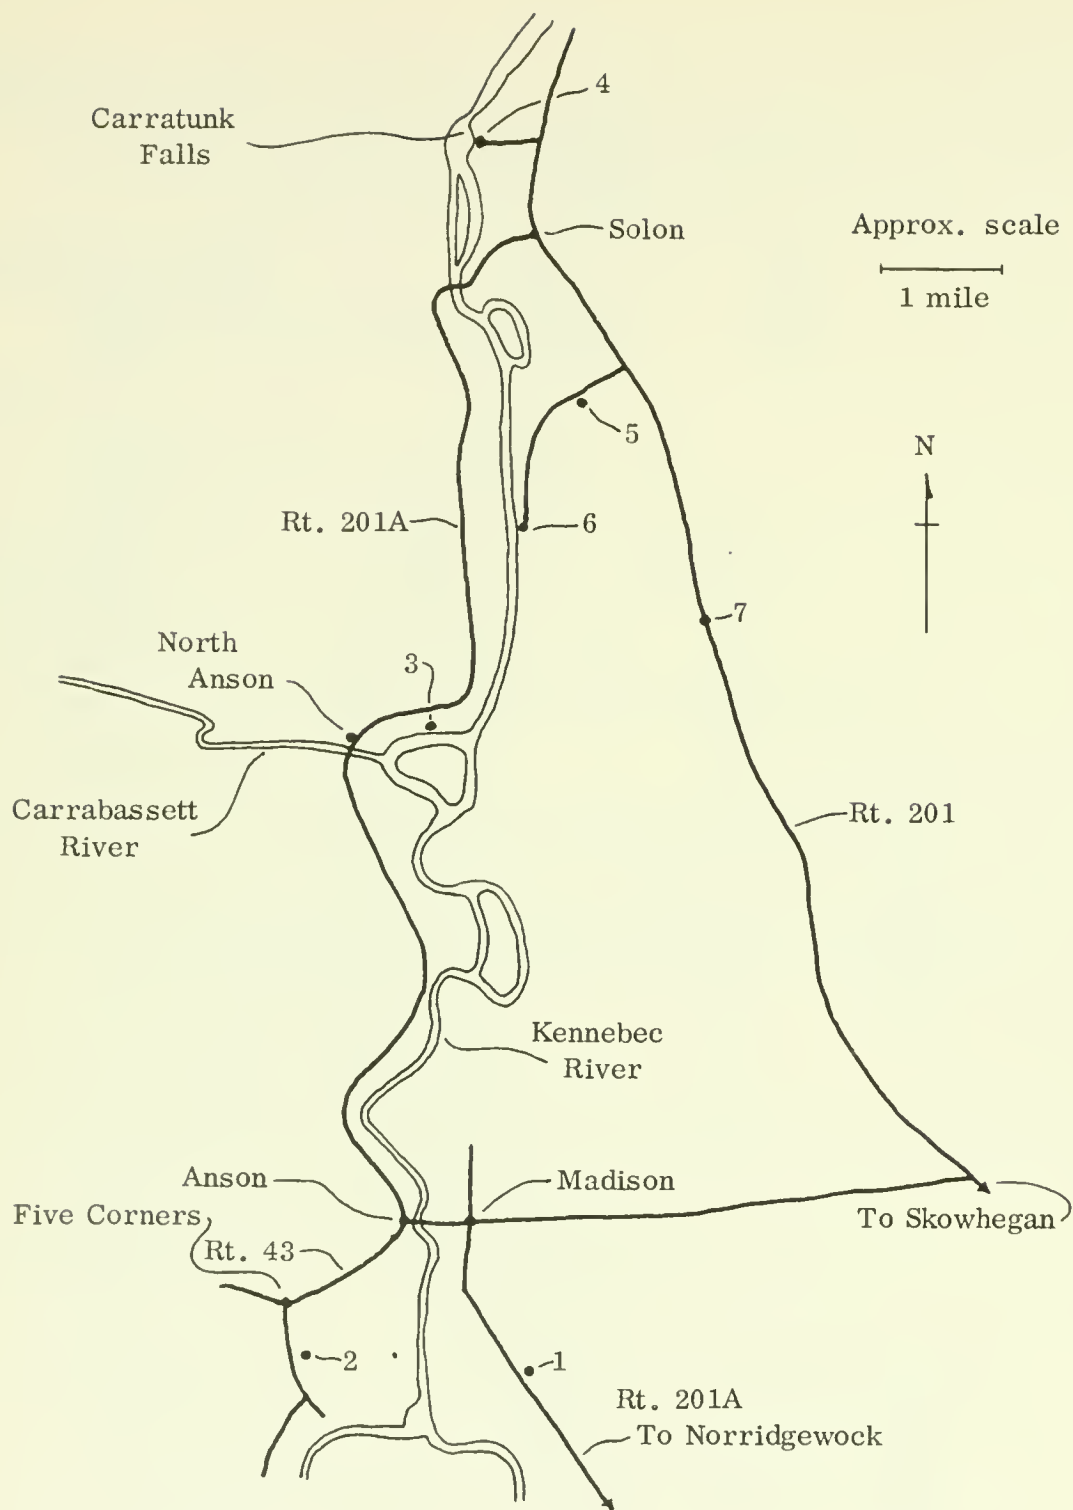 4
Carratunk
Falls
Solon
Approx. scale
1 mile
5
N
Rt. 201A
6
7
North
Anson
3
Carrabassett
River
Rt. 201
Kennebec
River
Anson
Madison
Five Corners
To Skowhegan
Rt. 43
2
1
Rt. 201A
To Norridgewock